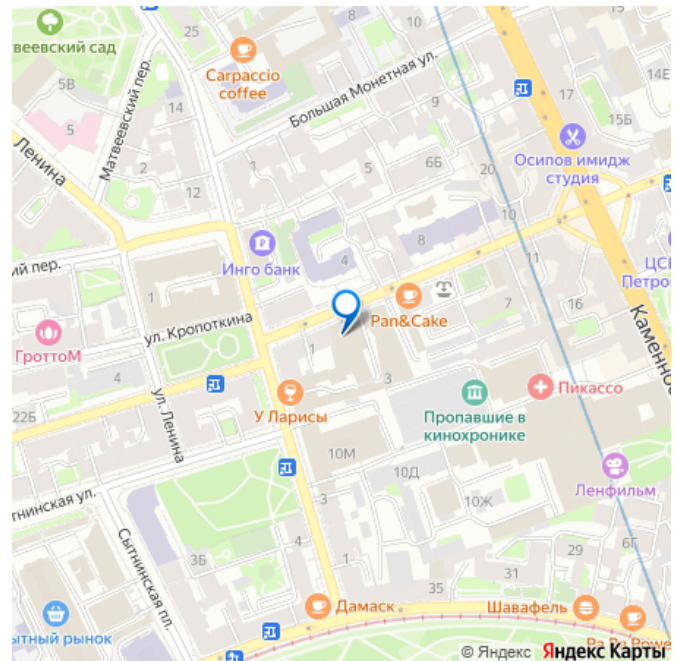 твеевский сад
Carpaccio
coffee
5В
14
Большая Монетная ул.
9
17
14Е
10
15Б
5
Матвеевский пер.
Ленина
2
12
1
5
6Б
20
Осипов имидж
студия
10
Инго банк
4
8
11
ЦСК
Петро
ий пер.
1
ул. Кропоткина
Pan&Cake
7
16
ГроттоМ
1
4
3
Каменно
22Б
ул. Ленина
У Ларисы
Пропавшие в
кинохронике
Пикассо
10М
10Д
тнинская ул.
3
10Ж
Ленфильм
Сытнинская пл.
3Б
4
1
29
6Г
35
31
Дамаск
Шавафель
ытный рынок
© Яндекс Яндекс Карты